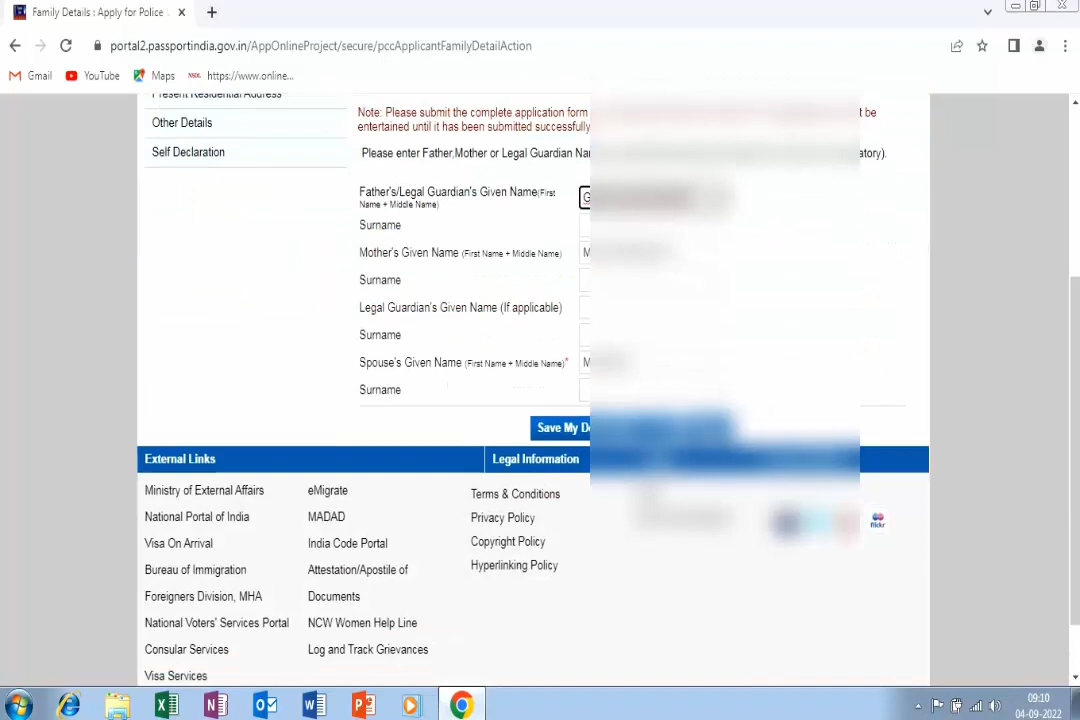 Family Details : Apply for Police
portal2.passportindia.gov.in/AppOnlineProject/secure/pccApplicantFamilyDetailAction
Gmail YouTube Maps NSDL https://www.online...
Present Residential Address
Other Details
Self Declaration
Note: Please submit the complete application form t be
entertained until it has been submitted successfully
Please enter Father,Mother or Legal Guardian atory).
Father's/Legal Guardian's Given Name(First
Name + Middle Name)
G
Surname
Mother's Given Name (First Name + Middle Name) M
Surname
Legal Guardian's Given Name (If applicable)
Surname
Spouse's Given Name (First Name + Middle Name)* M
Surname
Save My
External Links
Legal Information
Ministry of External Affairs
National Portal of India
Visa On Arrival
Bureau of Immigration
Foreigners Division, MHA
National Voters' Services Portal
Consular Services
Visa Services
eMigrate
MADAD
India Code Portal
Attestation/Apostile of
Documents
NCW Women Help Line
Log and Track Grievances
Terms & Conditions
Privacy Policy
Copyright Policy
Hyperlinking Policy
flickr
09:10
04-09-2022